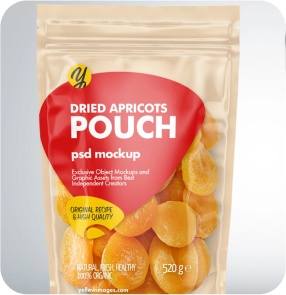 Y
DRIED APRICOTS
POUCH
psd mockup
Exclusive Object Mockups and
Graphic Assets from Best
Independent Creators
ORIGINAL RECIPE
& HIGH QUALITY
NATURAL, FRESH, HEALTHY
100% ORGANIC
520 g e
yellowimages.com